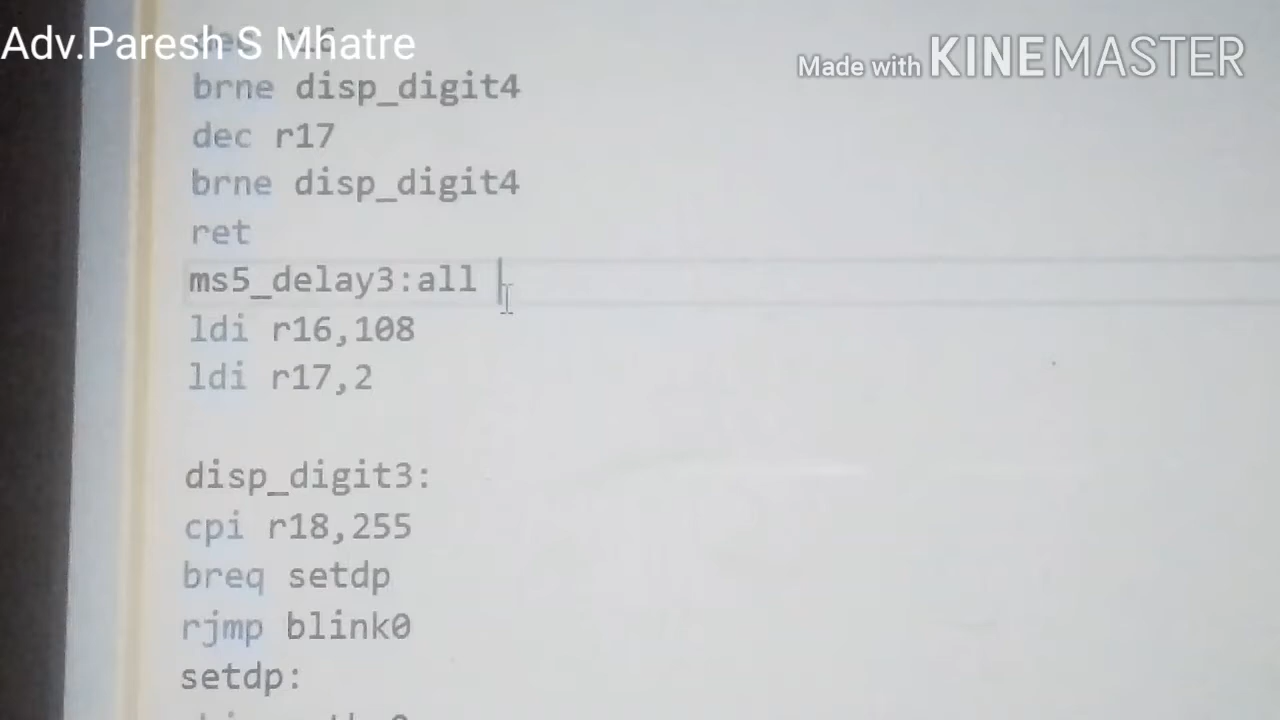 Adv.Paresh S Mhatre
Made with KINEMASTER
brne disp_digit4
dec r17
brne disp_digit4
ret
ms5_delay3:all
ldi r16,108
ldi r17,2
disp_digit3:
cpi r18,255
breq setdp
rjmp blink0
setdp: